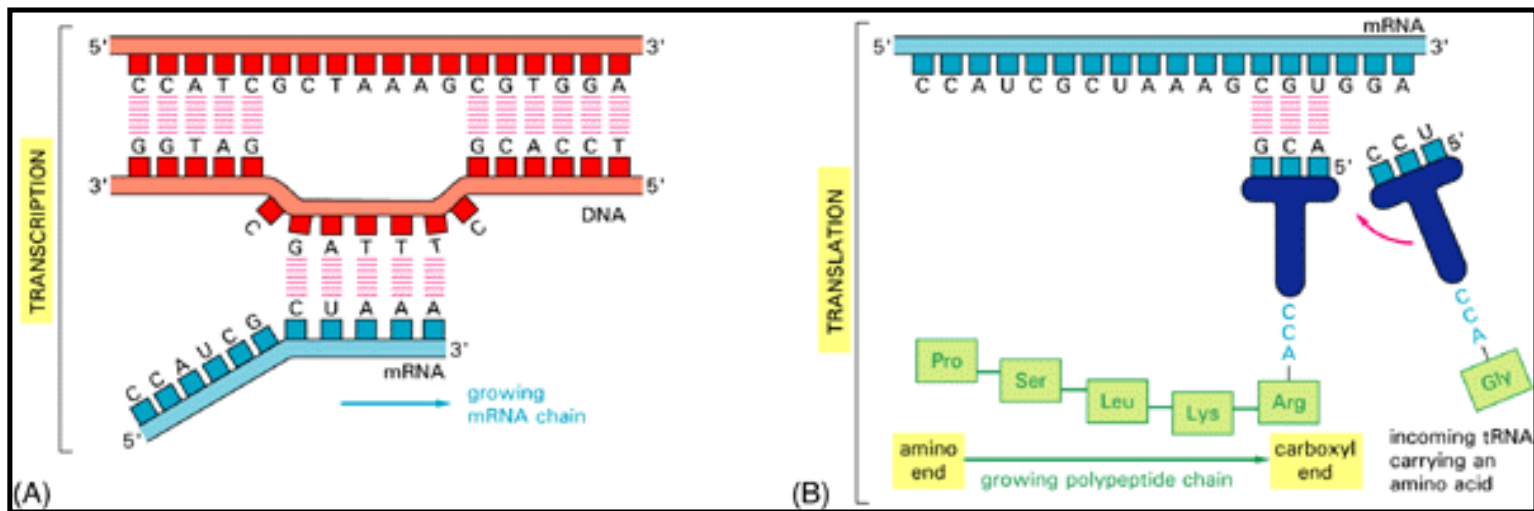 TRANSCRIPTION
5' 3'
C C A T C G C T A A A G C G T G G A
G G T A G G C A C C T
3' 5'
DNA
C G A T T T C
C C A U C G C U A A A
3'
mRNA
5'
growing
mRNA chain
(A)
TRANSLATION
mRNA
5' 3'
C C A U C G C U A A A G C G U G G A
G C A 5'
C C U 5'
C
C
A
C
C
A
Pro Ser Leu Lys Arg
Gly
amino
end
growing polypeptide chain
carboxyl
end
incoming tRNA
carrying an
amino acid
(B)